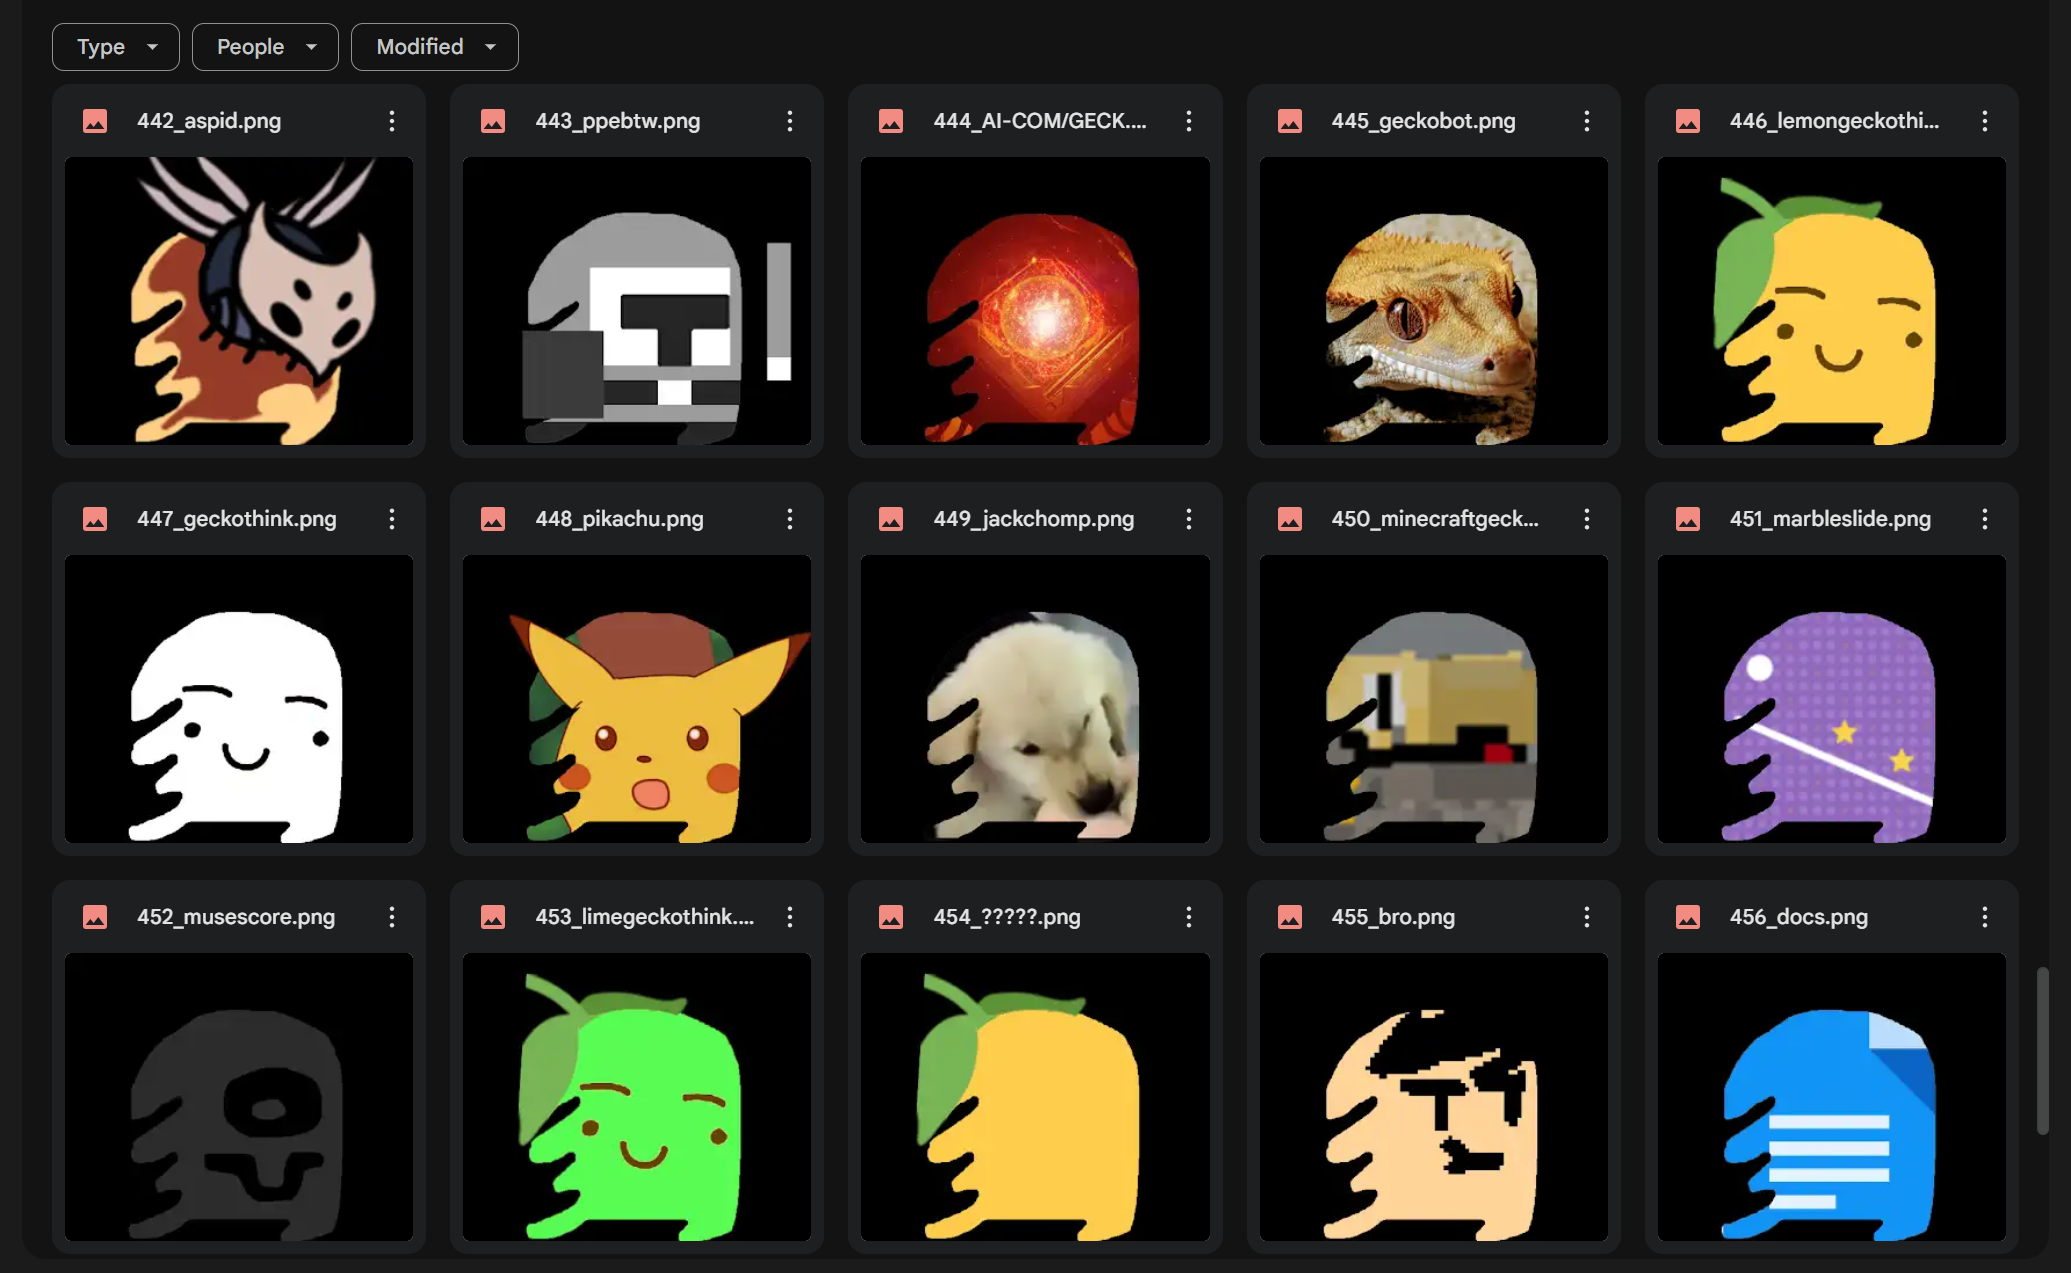 Type
People
Modified
442_aspid.png
443_ppebtw.png
444_AI-COM/GECK....
445_geckobot.png
446_lemongeckothi...
447_geckothink.png
448_pikachu.png
449_jackchomp.png
450_minecraftgeck...
451_marbleslide.png
452_musescore.png
453_limegeckothink....
454_?????.png
455_bro.png
456_docs.png